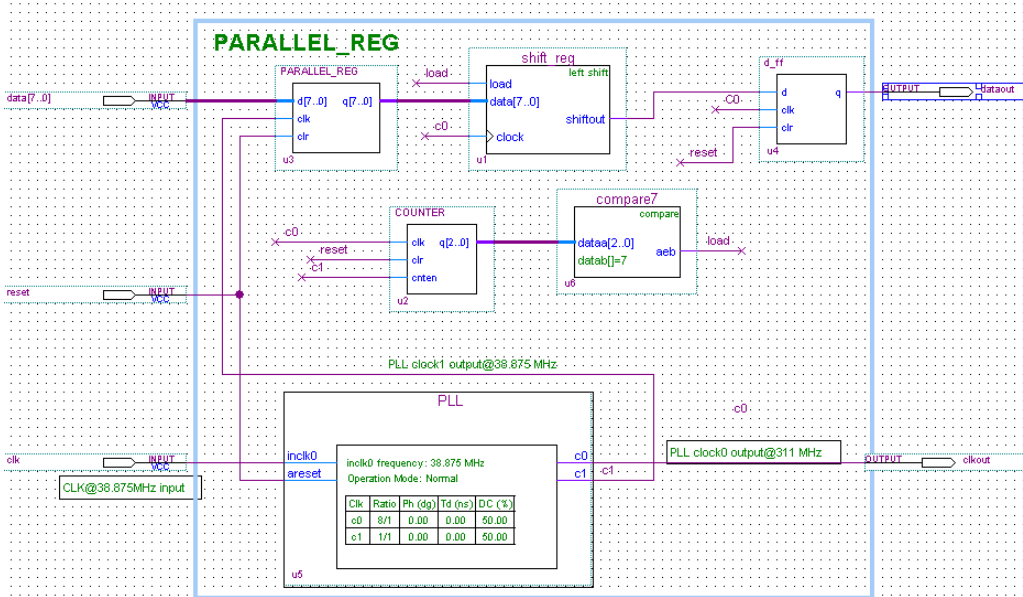 PARALLEL_REG
PARALLEL_REG
d[7..0] q[7..0]
clk
clr
u3
shift_reg
left shift
load
load
data[7..0]
shiftout
c0
clock
u1
d_ff
d q
C0
clk
clr
reset
u4
OUTPUT
dataout
data[7..0]
INPUT
VCC
COUNTER
c0
clk q[2..0]
reset
clr
c1
cnten
u2
compare7
compare
dataa[2..0]
datab[]=7
aeb
load
u6
reset
INPUT
VCC
PLL clock1 output@38.875 MHz
PLL
c0
inclk0
areset
inclk0 frequency: 38.875 MHz
Operation Mode: Normal
Clk Ratio Ph (dg) Td (ns) DC (%)
c0 8/1 0.00 0.00 50.00
c1 1/1 0.00 0.00 50.00
c0
c1
c1
u5
PLL clock0 output@311 MHz
OUTPUT
clkout
clk
INPUT
VCC
CLK@38.875MHz input